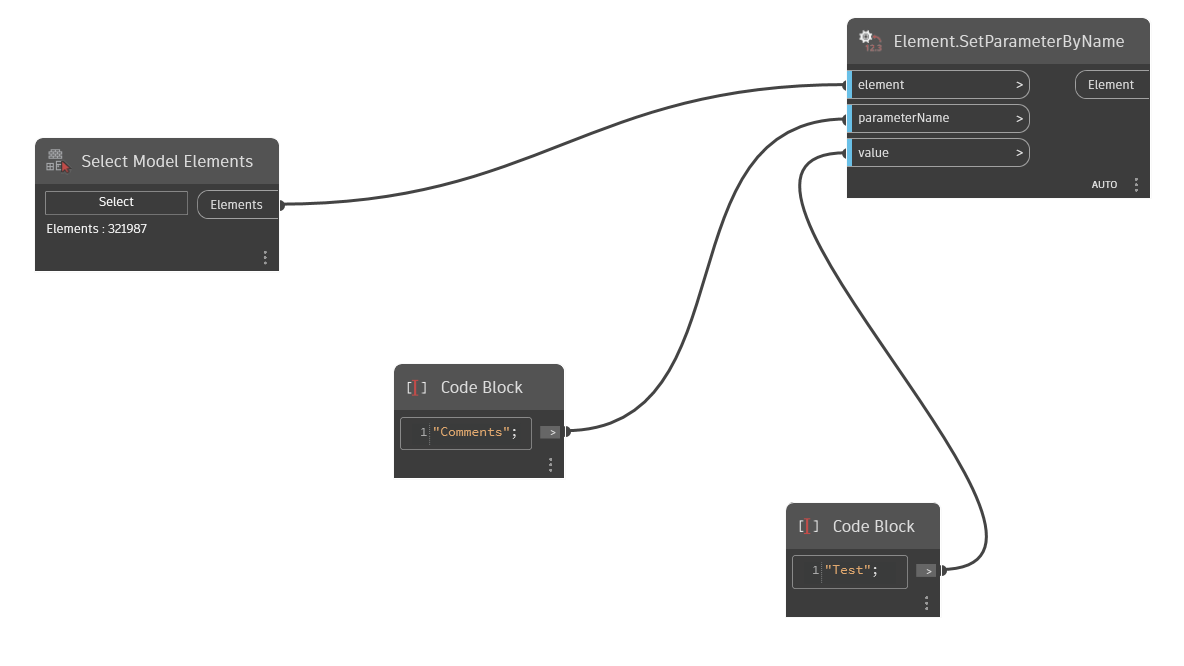 Element.SetParameterByName
element >
Element
parameterName >
value >
AUTO
Select Model Elements
Select
Elements
Elements : 321987
Code Block
1 "Comments"; >
Code Block
1 "Test"; >